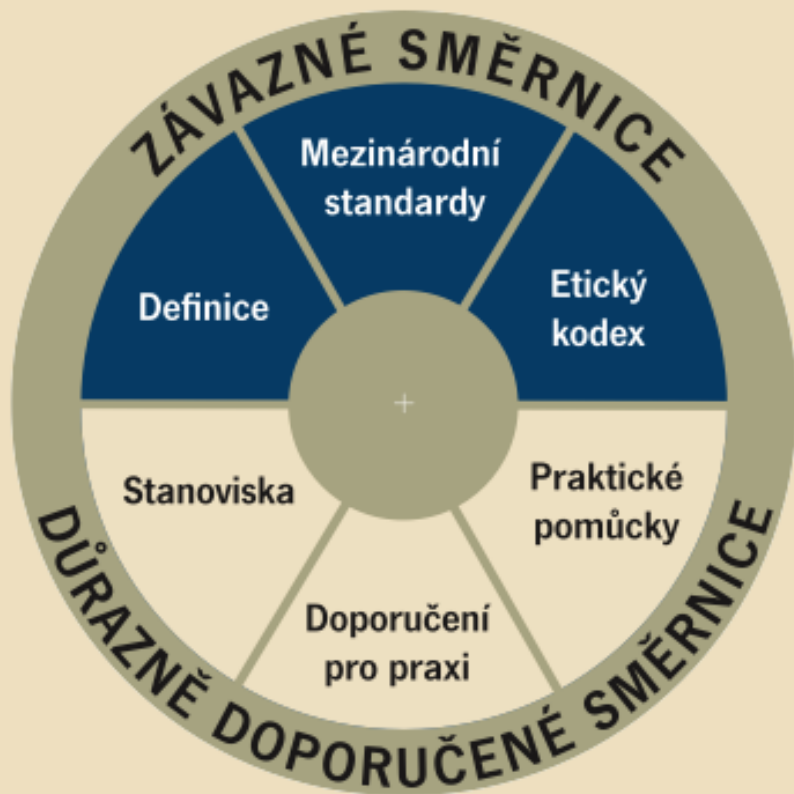 ZÁVAZNÉ SMĚRNICE
Mezinárodní
standardy
Definice
Etický
kodex
Stanoviska
Praktické
pomůcky
Doporučení
pro praxi
DŮRAZNĚ DOPORUČENÉ SMĚRNICE